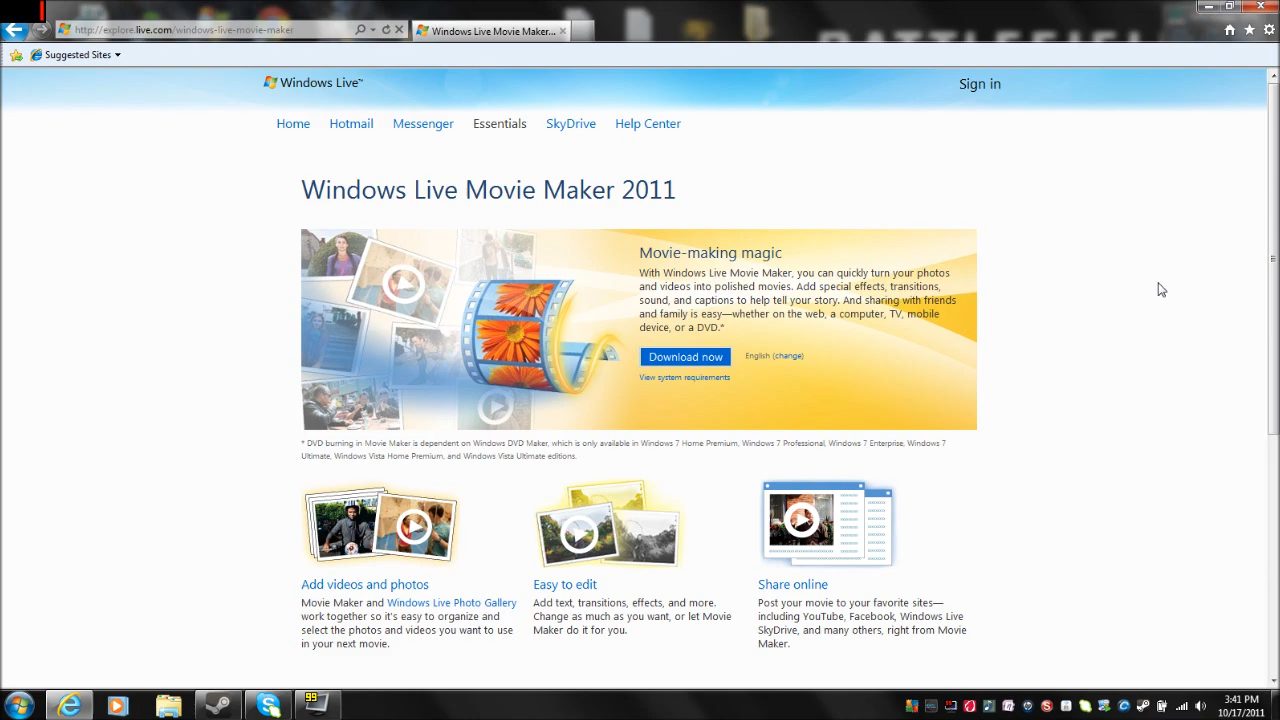 http://explore.live.com/windows-live-movie-maker
Windows Live Movie Maker...
Suggested Sites
Windows Live™
Sign in
Home Hotmail Messenger Essentials SkyDrive Help Center
Windows Live Movie Maker 2011
Movie-making magic
With Windows Live Movie Maker, you can quickly turn your photos
and videos into polished movies. Add special effects, transitions,
sound, and captions to help tell your story. And sharing with friends
and family is easy—whether on the web, a computer, TV, mobile
device, or a DVD.*
Download now English (change)
View system requirements
* DVD burning in Movie Maker is dependent on Windows DVD Maker, which is only available in Windows 7 Home Premium, Windows 7 Professional, Windows 7 Enterprise, Windows 7
Ultimate, Windows Vista Home Premium, and Windows Vista Ultimate editions.
Add videos and photos
Movie Maker and Windows Live Photo Gallery
work together so it's easy to organize and
select the photos and videos you want to use
in your next movie.
Easy to edit
Add text, transitions, effects, and more.
Change as much as you want, or let Movie
Maker do it for you.
Share online
Post your movie to your favorite sites—
including YouTube, Facebook, Windows Live
SkyDrive, and many others, right from Movie
Maker.
99
3:41 PM
10/17/2011